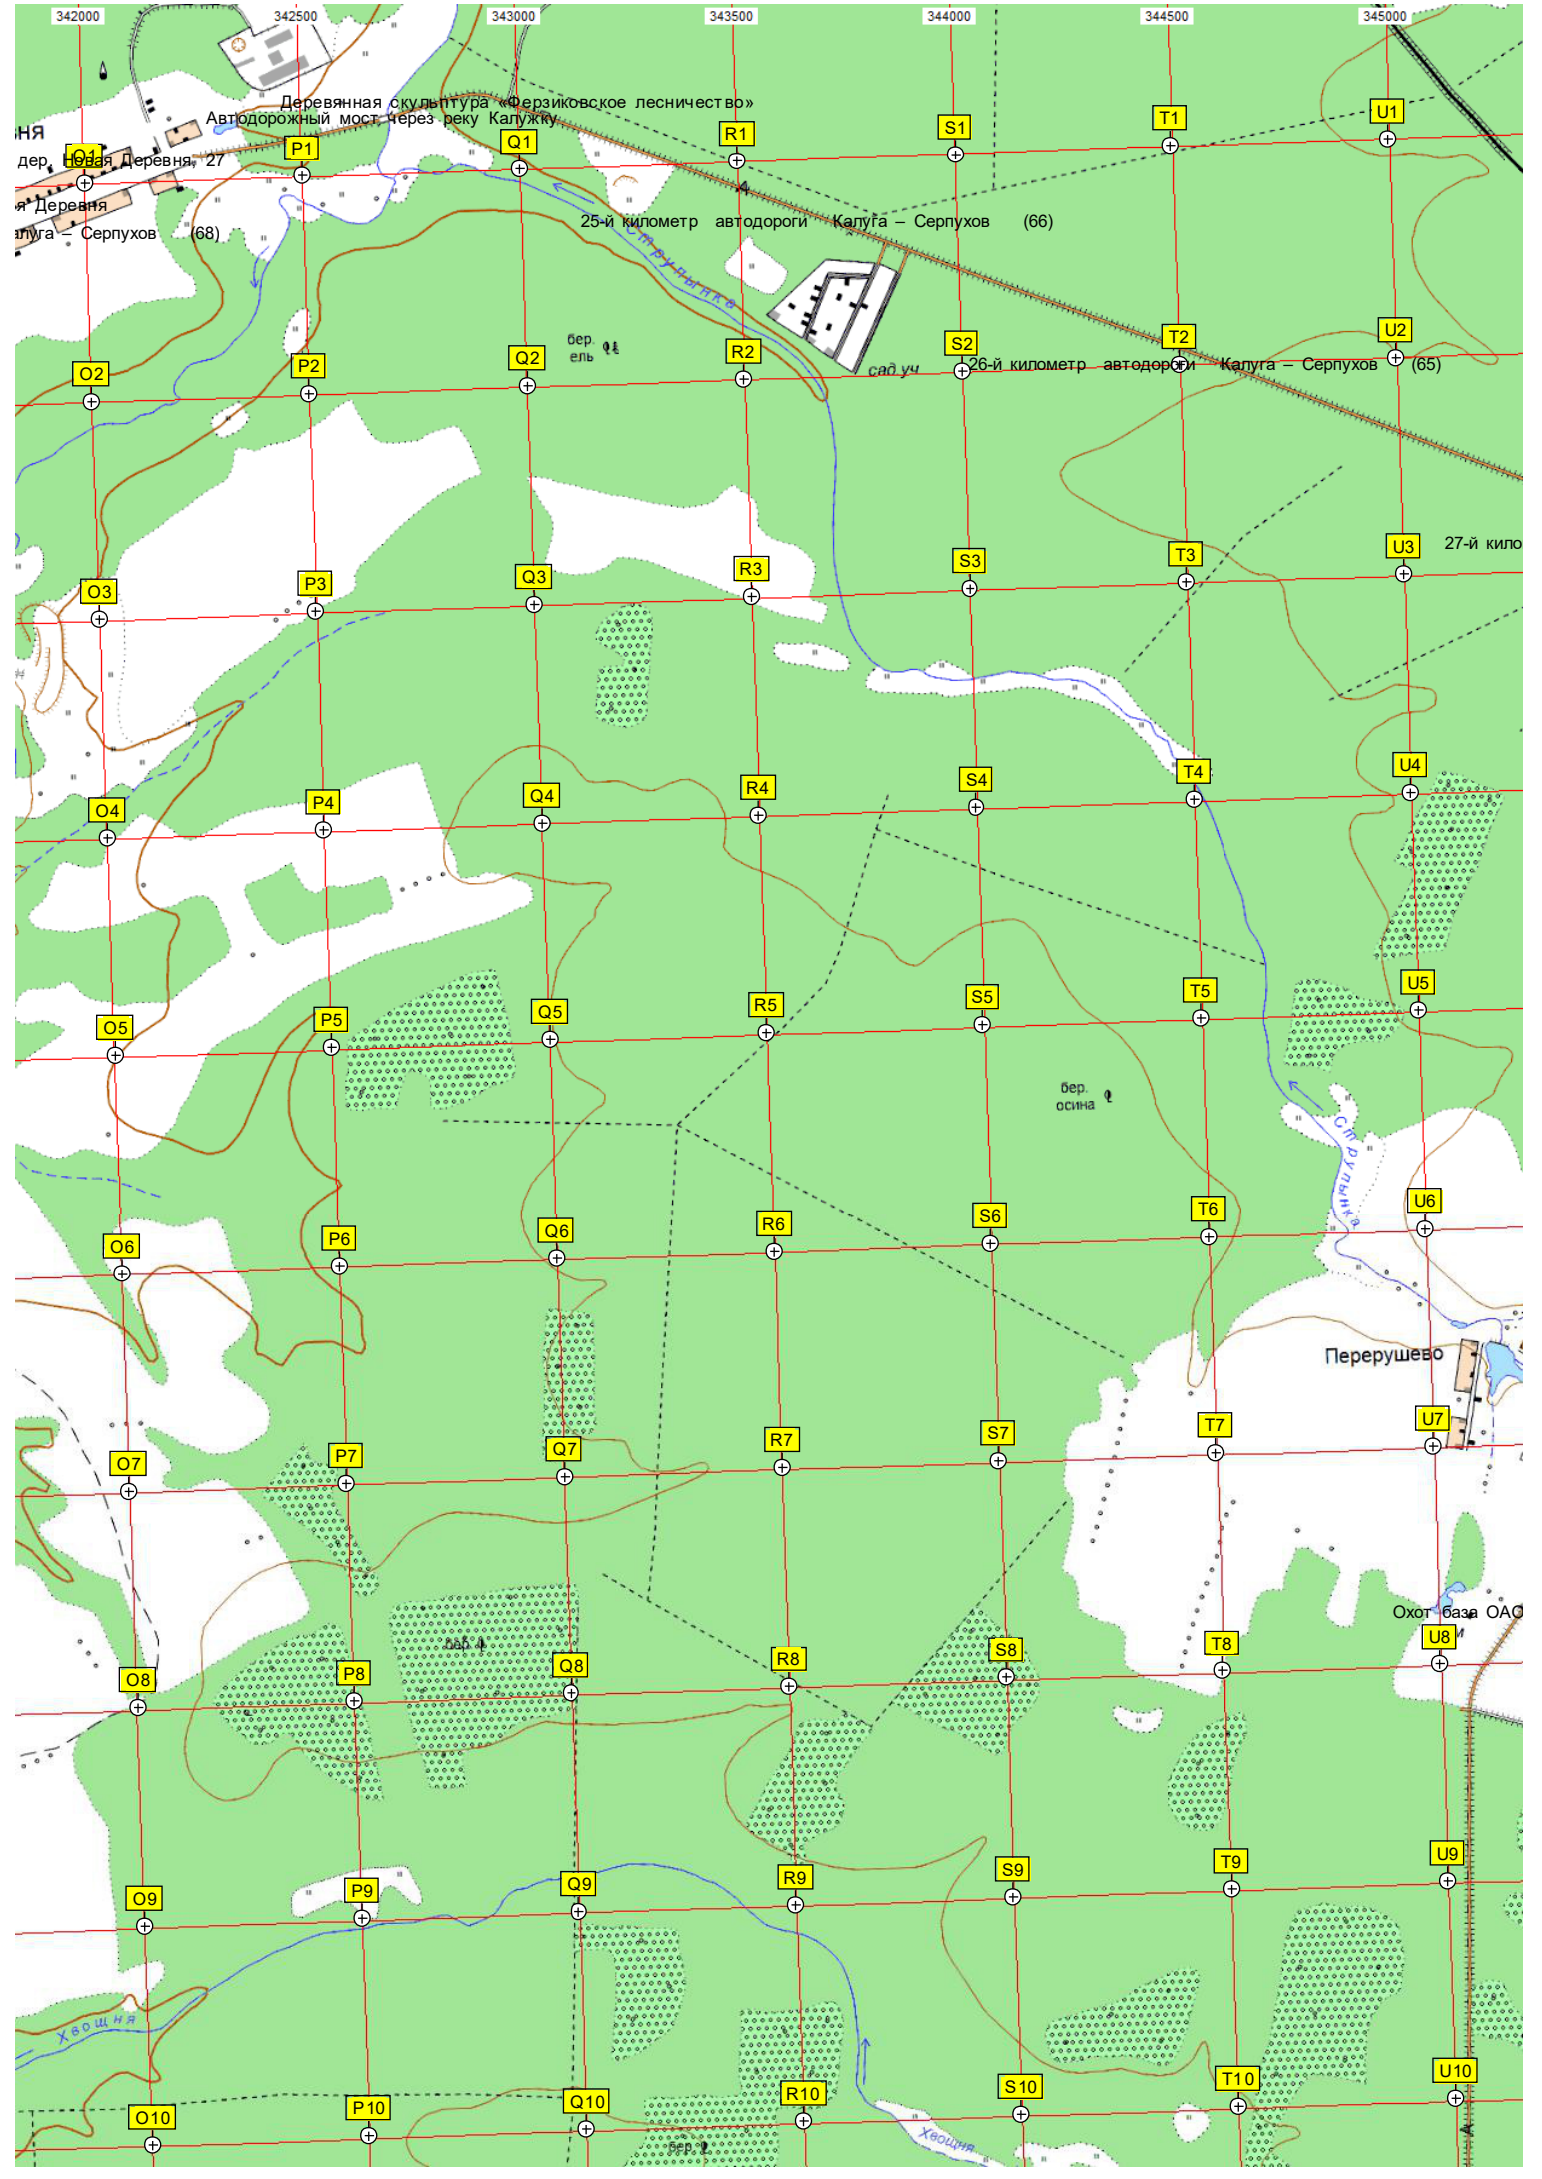 342000 342500 343000 343500 344000 344500 345000
Деревянная скульптура «Ферзиковское лесничество»
Автодорожный мост через реку Калужку
ня
O1 P1 Q1 R1 S1 T1 U1
дер. Новая Деревня, 27
я Деревня
алуга – Серпухов (68)
25-й километр автодороги Калуга – Серпухов (66)
Струпынка
бер.
ель
сад уч
O2 P2 Q2 R2 S2 T2 U2
26-й километр автодороги Калуга – Серпухов (65)
27-й кило
O3 P3 Q3 R3 S3 T3 U3
O4 P4 Q4 R4 S4 T4 U4
O5 P5 Q5 R5 S5 T5 U5
бер.
осина
Струпынка
O6 P6 Q6 R6 S6 T6 U6
Перерушево
O7 P7 Q7 R7 S7 T7 U7
Охот база ОАО
м
бер.
O8 P8 Q8 R8 S8 T8 U8
O9 P9 Q9 R9 S9 T9 U9
Хвощня
O10 P10 Q10 R10 S10 T10 U10
Хвощня
бер.